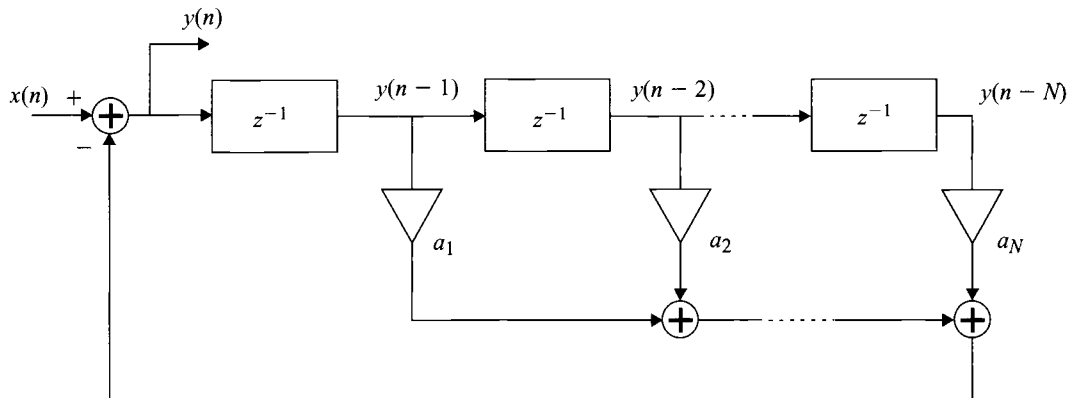 y(n)
x(n)
+
−
z⁻¹
y(n − 1)
z⁻¹
y(n − 2)
z⁻¹
y(n − N)
a₁
a₂
a_N